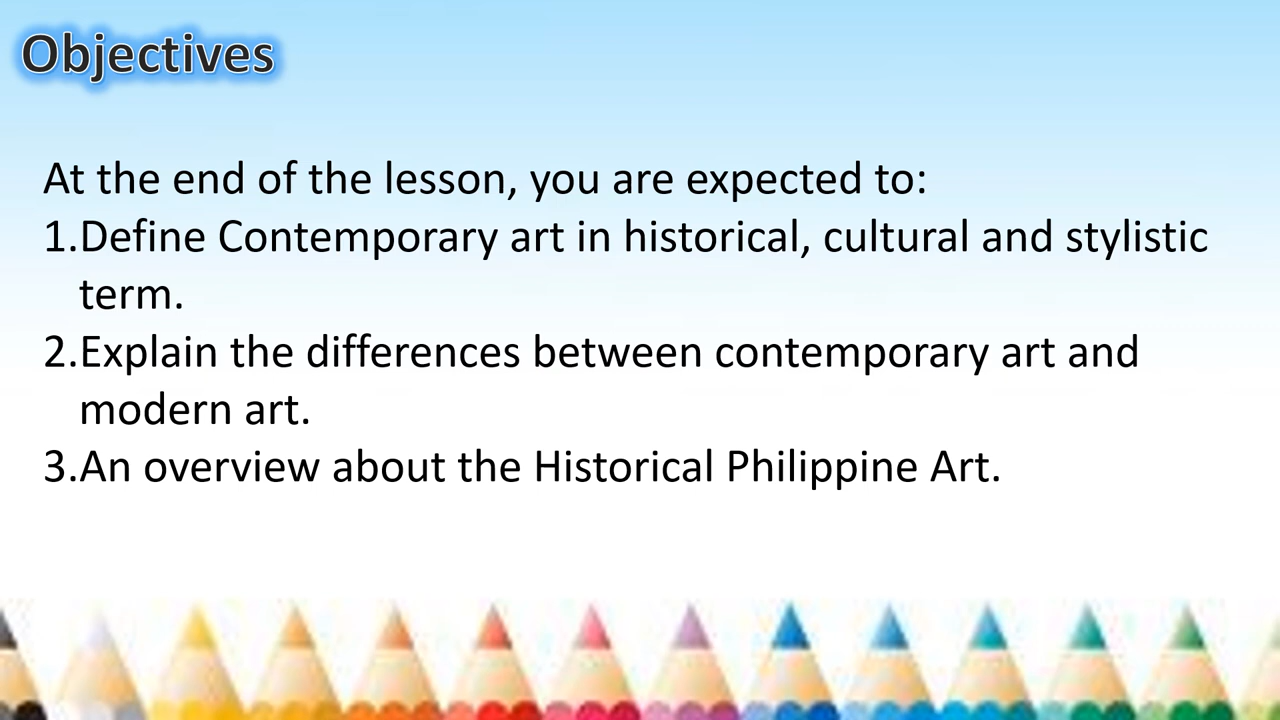 Objectives
At the end of the lesson, you are expected to:
1.Define Contemporary art in historical, cultural and stylistic
term.
2.Explain the differences between contemporary art and
modern art.
3.An overview about the Historical Philippine Art.